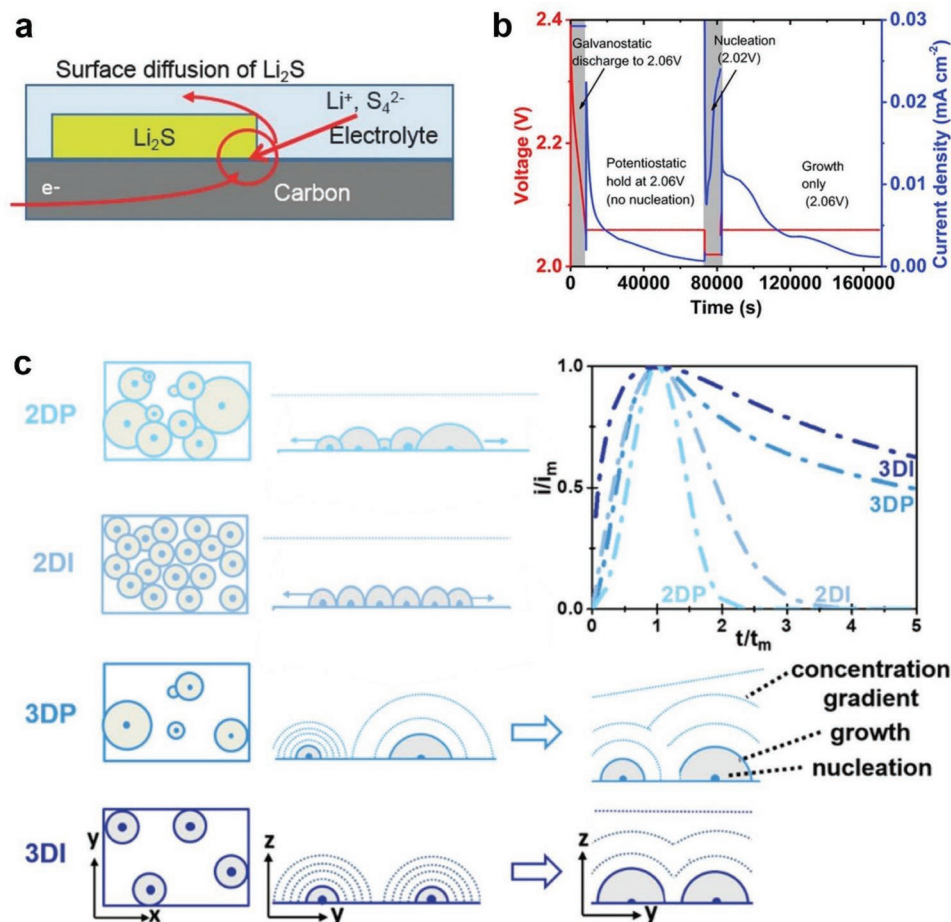 a
Surface diffusion of Li₂S
Li⁺, S₄²⁻
Li₂S
Electrolyte
e-
Carbon
b
2.4
2.2
2.0
Voltage (V)
Galvanostatic
discharge to 2.06V
Nucleation
(2.02V)
Potentiostatic
hold at 2.06V
(no nucleation)
Growth
only
(2.06V)
0.03
0.02
0.01
0.00
Current density (mA cm⁻²)
0 40000 80000 120000 160000
Time (s)
c
2DP
2DI
3DP
3DI
y
x
z
y
z
y
1.0
0.5
0.0
i/iₘ
3DI
3DP
2DP
2DI
0 1 2 3 4 5
t/tₘ
concentration
gradient
growth
nucleation